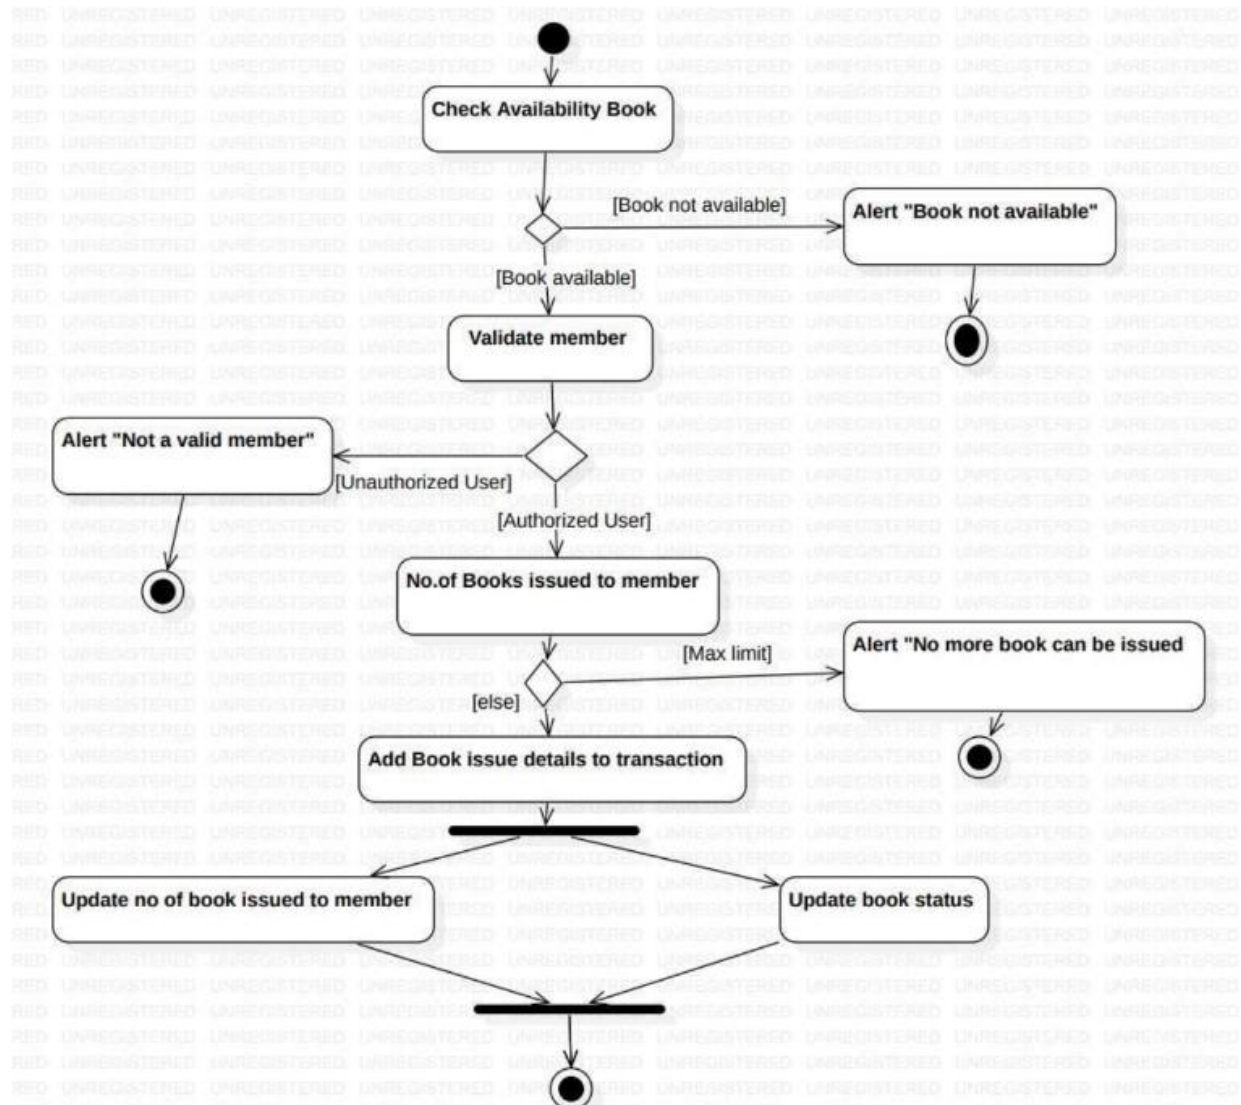 Check Availability Book
[Book not available]
Alert "Book not available"
[Book available]
Validate member
Alert "Not a valid member"
[Unauthorized User]
[Authorized User]
No.of Books issued to member
[Max limit]
Alert "No more book can be issued
[else]
Add Book issue details to transaction
Update no of book issued to member
Update book status